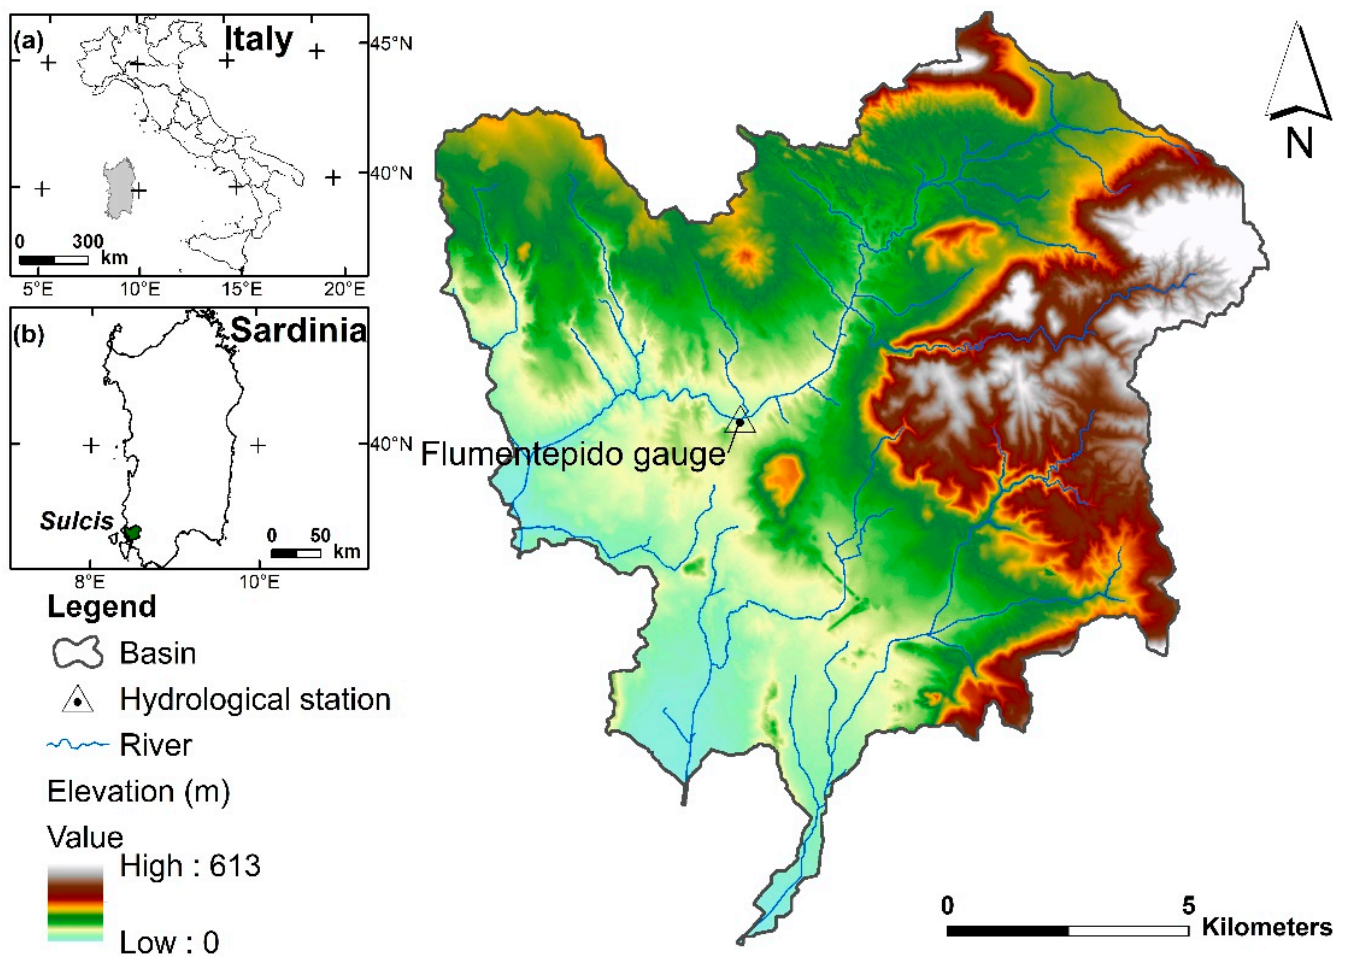 (a)
Italy
45°N
40°N
0 300
km
5°E 10°E 15°E 20°E
(b)
Sardinia
40°N
Sulcis
0 50
km
8°E 10°E
Legend
Basin
Hydrological station
River
Elevation (m)
Value
High : 613
Low : 0
N
Flumentepido gauge
0 5
Kilometers